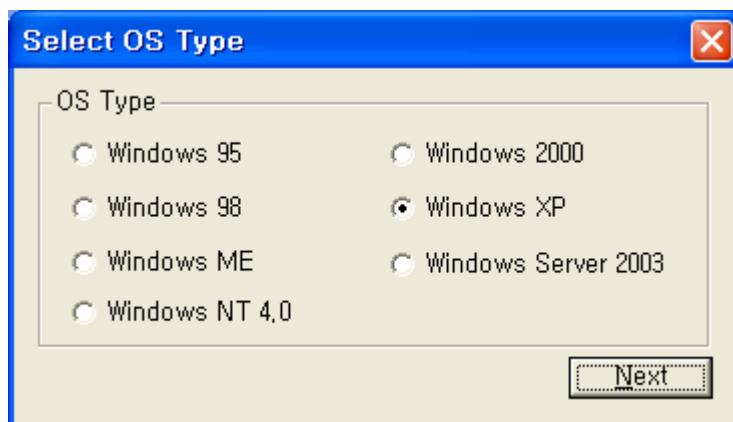 Select OS Type
OS Type
Windows 95
Windows 2000
Windows 98
Windows XP
Windows ME
Windows Server 2003
Windows NT 4.0
Next